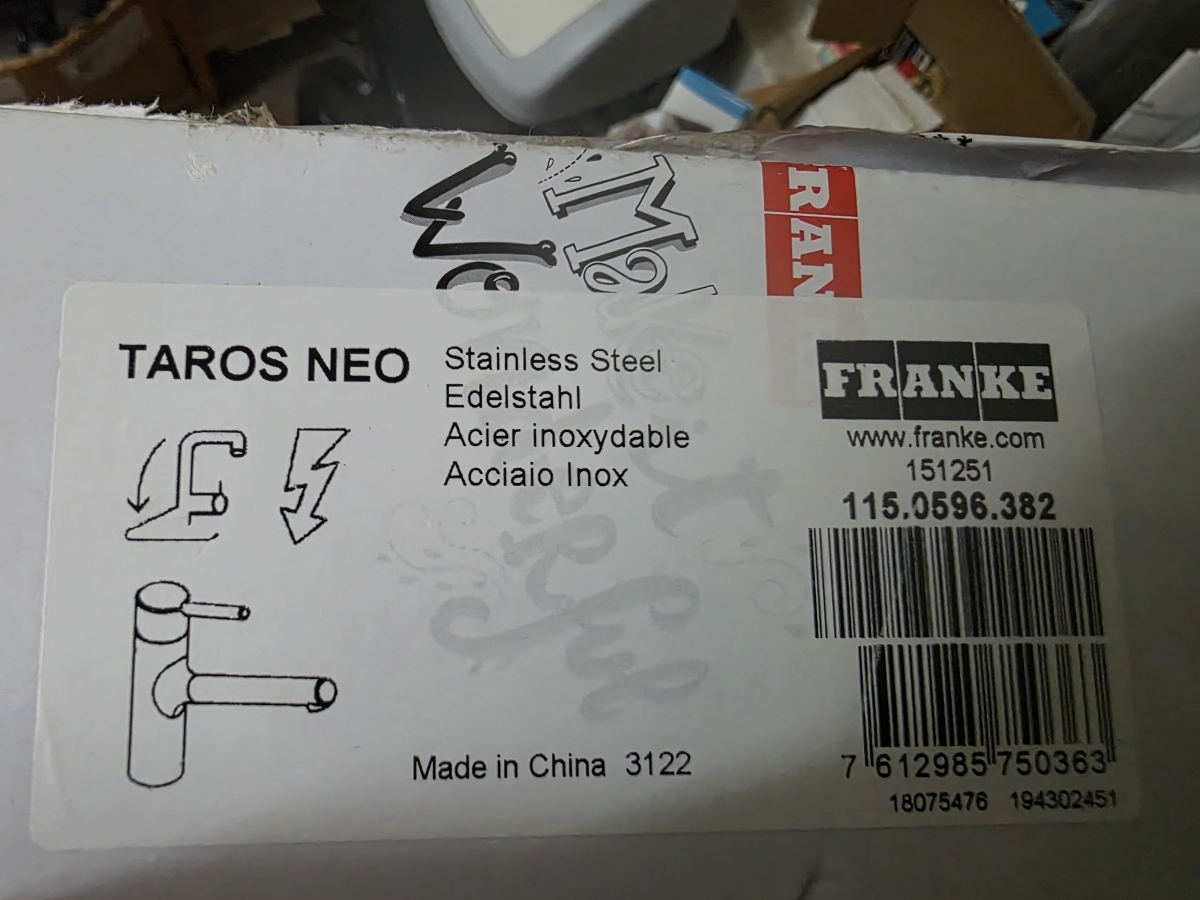 FRAN
TAROS NEO
Stainless Steel
Edelstahl
Acier inoxydable
Acciaio Inox
FRANKE
www.franke.com
151251
115.0596.382
Made in China 3122
7 612985 750363
18075476 194302451